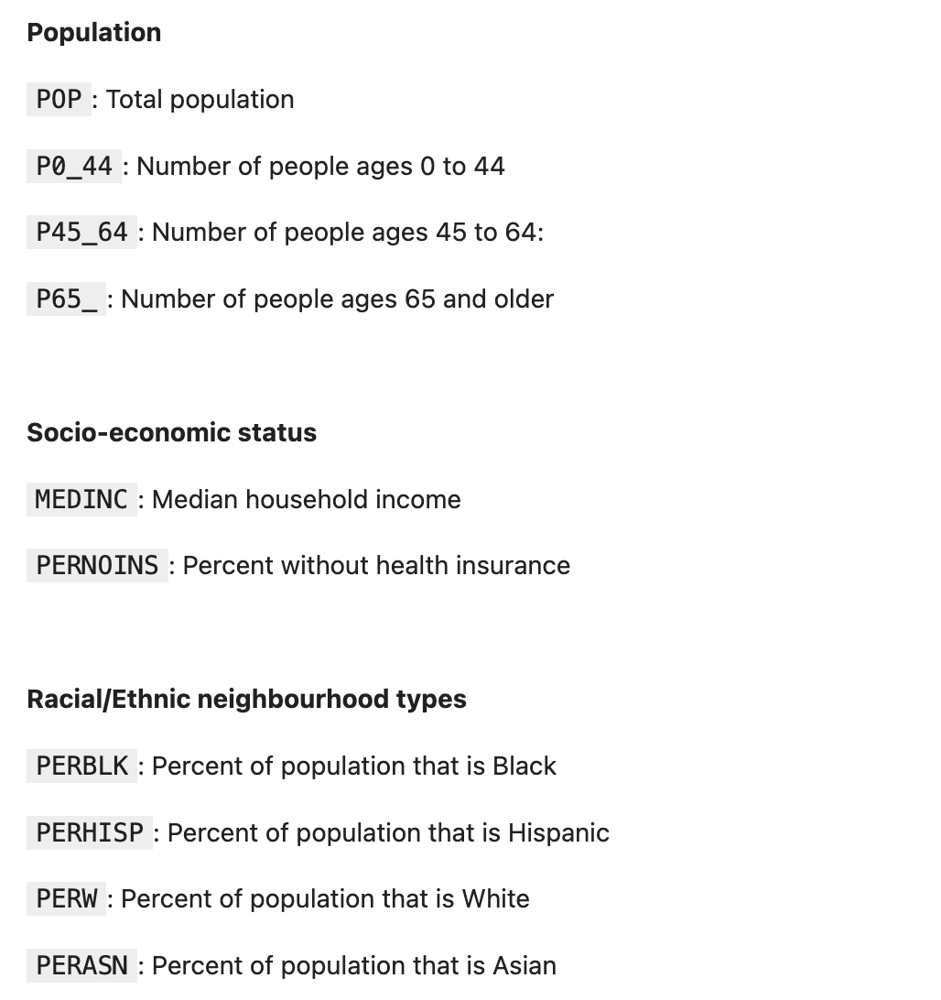 Population
POP : Total population
P0_44 : Number of people ages 0 to 44
P45_64 : Number of people ages 45 to 64:
P65_ : Number of people ages 65 and older
Socio-economic status
MEDINC : Median household income
PERNOINS : Percent without health insurance
Racial/Ethnic neighbourhood types
PERBLK : Percent of population that is Black
PERHISP : Percent of population that is Hispanic
PERW : Percent of population that is White
PERASN : Percent of population that is Asian